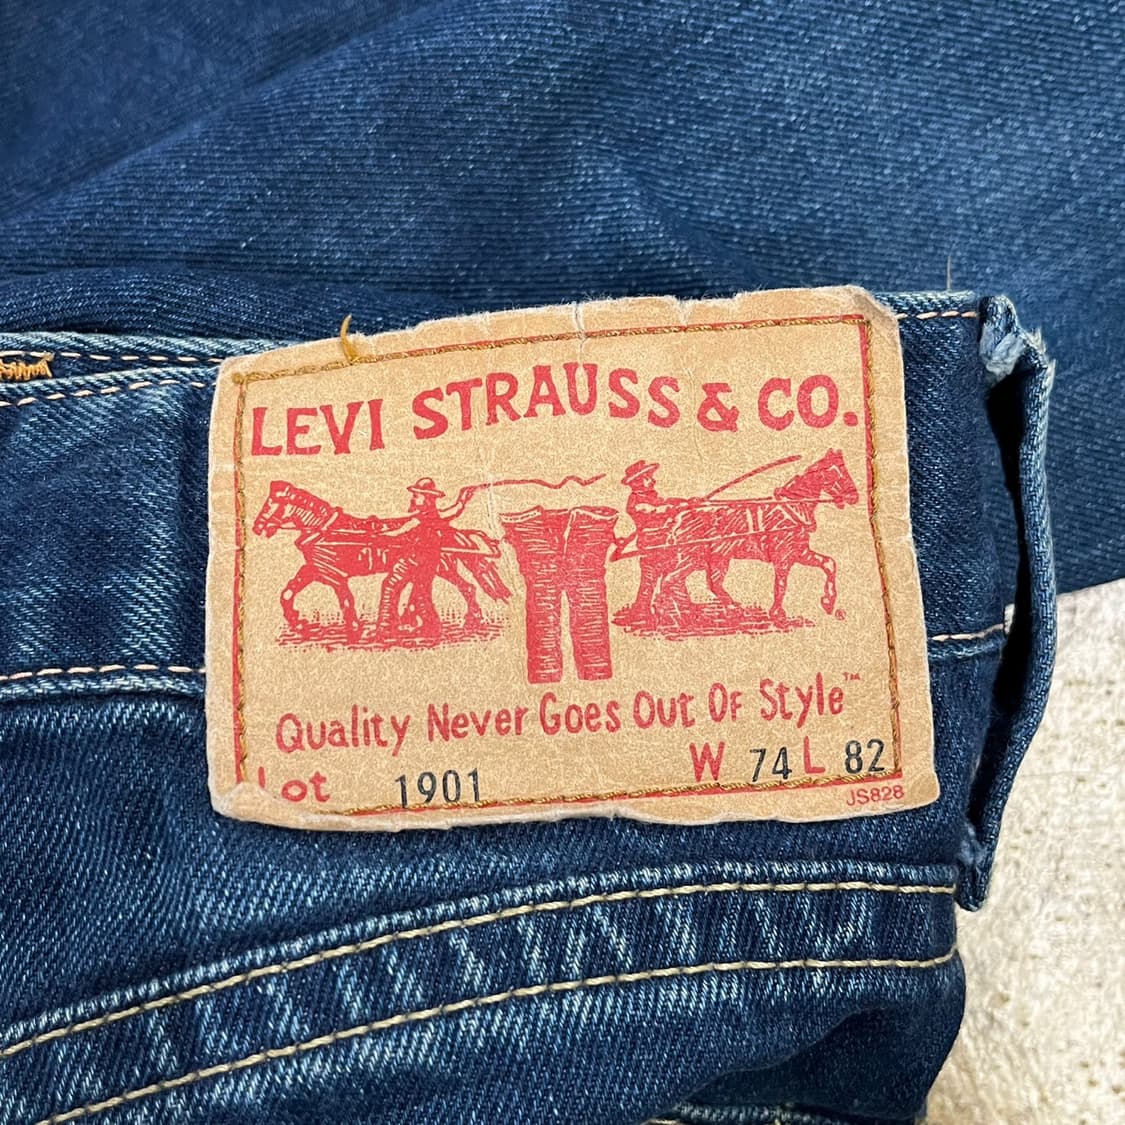 LEVI STRAUSS & CO.
®
Quality Never Goes Out Of Style™
Lot 1901 W 74 L 82
JS828